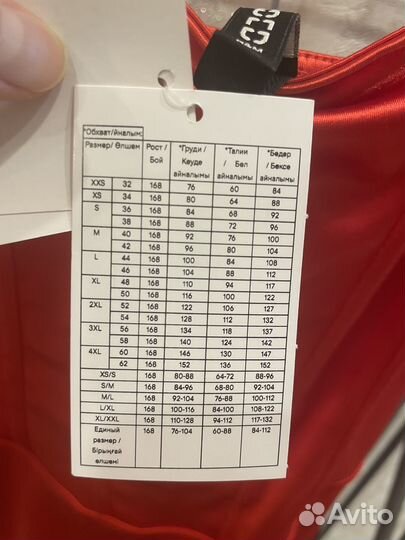 *Обхват/йналым:
Размер/ Өлшем Рост / Бой *Груди / Кеуде айналымы *Талии / Бел айналымы *Бедер / Бөксе айналымы
XXS 32 168 76 60 84
XS 34 168 80 64 88
S 36 168 84 68 92
38 168 88 72 96
M 40 168 92 76 100
42 168 96 80 104
L 44 168 100 84 108
46 168 104 88 112
XL 48 168 110 94 117
50 168 116 100 122
2XL 52 168 122 106 127
54 168 128 112 132
3XL 56 168 134 118 137
58 168 140 124 142
4XL 60 168 146 130 147
62 168 152 136 152
XS/S 168 80-88 64-72 88-96
S/M 168 84-96 68-80 92-104
M/L 168 92-104 76-88 100-112
L/XL 168 100-116 84-100 108-122
XL/XXL 168 110-128 94-112 117-132
Единый размер / Бірыңғай өлшемі 168 76-104 60-88 84-112
Avito